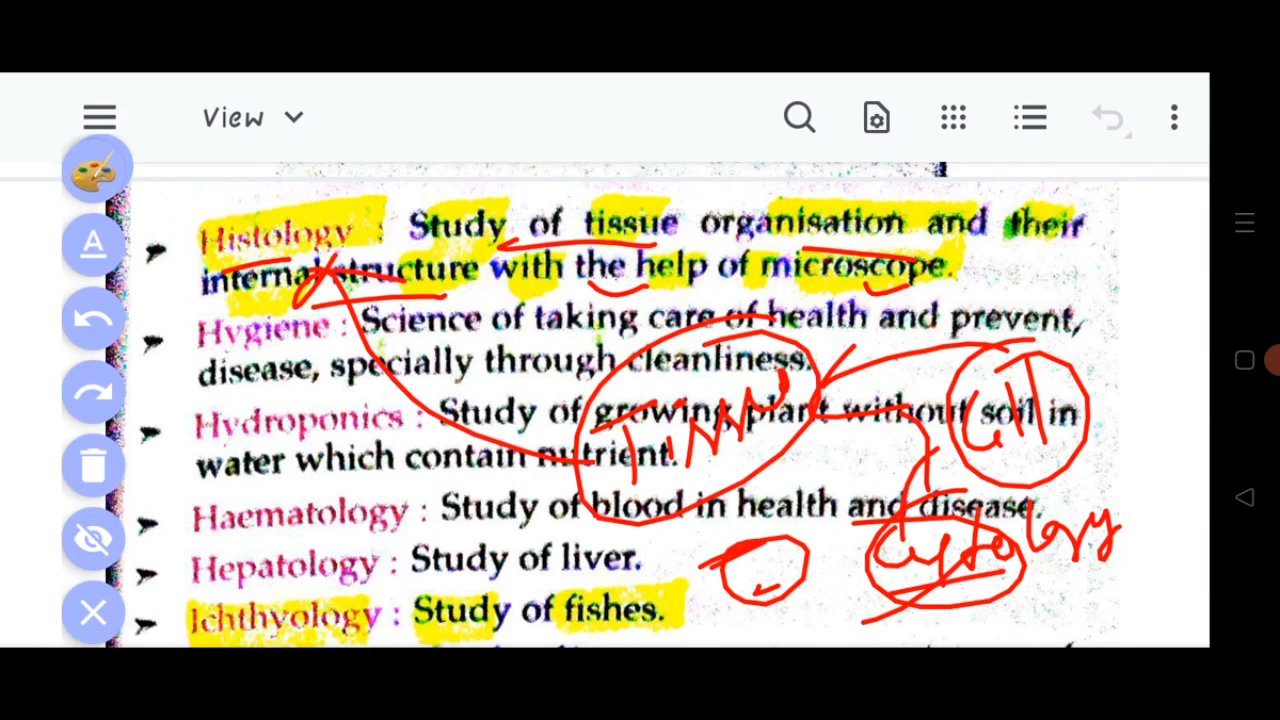 View
Histology : Study of tissue organisation and their
internal structure with the help of microscope.
Hygiene : Science of taking care of health and prevent,
disease, specially through cleanliness.
Hydroponics : Study of growing plant without soil in
water which contain nutrient.
Haematology : Study of blood in health and disease.
Hepatology : Study of liver.
Ichthyology : Study of fishes.
Tissue
Cell
Cytology